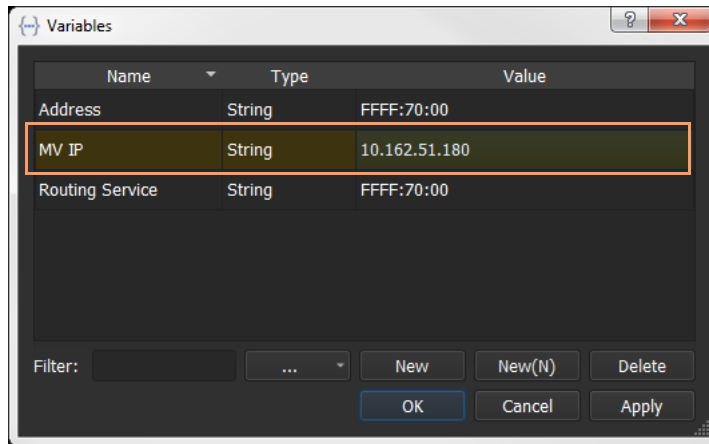 Variables
Name Type Value
Address String FFFF:70:00
MV IP String 10.162.51.180
Routing Service String FFFF:70:00
Filter: ... New New(N) Delete
OK Cancel Apply